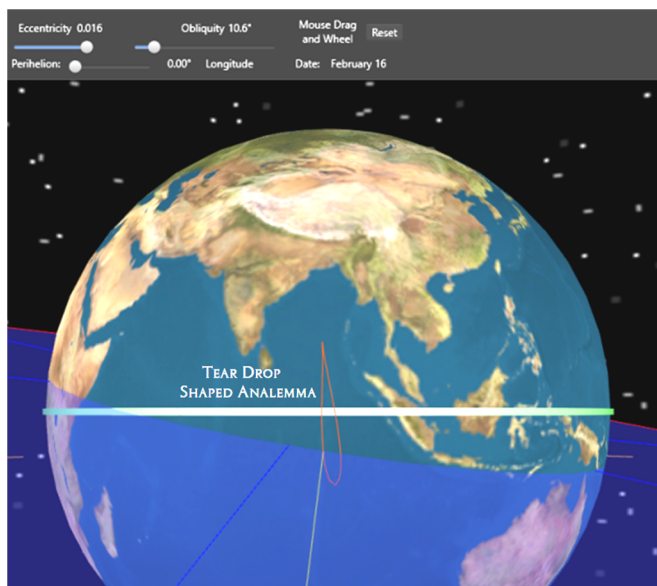 Eccentricity 0.016 Obliquity 10.6° Mouse Drag
and Wheel Reset
Perihelion: 0.00° Longitude Date: February 16
Tear Drop
Shaped Analemma